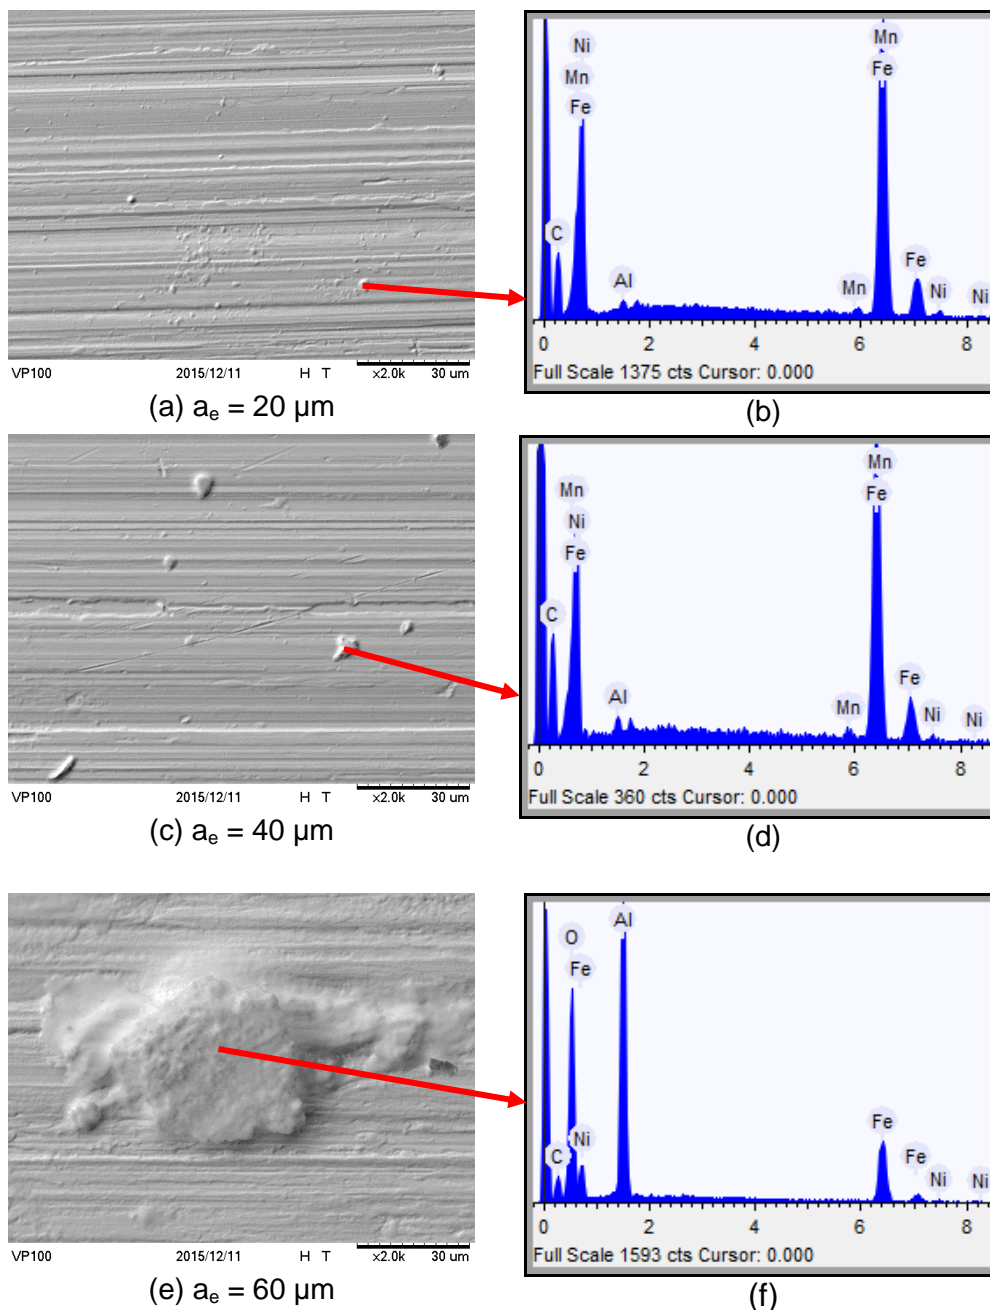 Ni
Mn
Fe
C
Al
Mn
Mn
Fe
Fe
Ni
Ni
0 2 4 6 8
Full Scale 1375 cts Cursor: 0.000
VP100 2015/12/11 H T x2.0k 30 um
(a) aₑ = 20 µm
(b)
Mn
Ni
Fe
C
Al
Mn
Mn
Fe
Fe
Ni
Ni
0 2 4 6 8
Full Scale 360 cts Cursor: 0.000
VP100 2015/12/11 H T x2.0k 30 um
(c) aₑ = 40 µm
(d)
O
Fe
C
Ni
Al
Fe
Fe
Ni
Ni
0 2 4 6 8
Full Scale 1593 cts Cursor: 0.000
VP100 2015/12/11 H T x2.0k 30 um
(e) aₑ = 60 µm
(f)